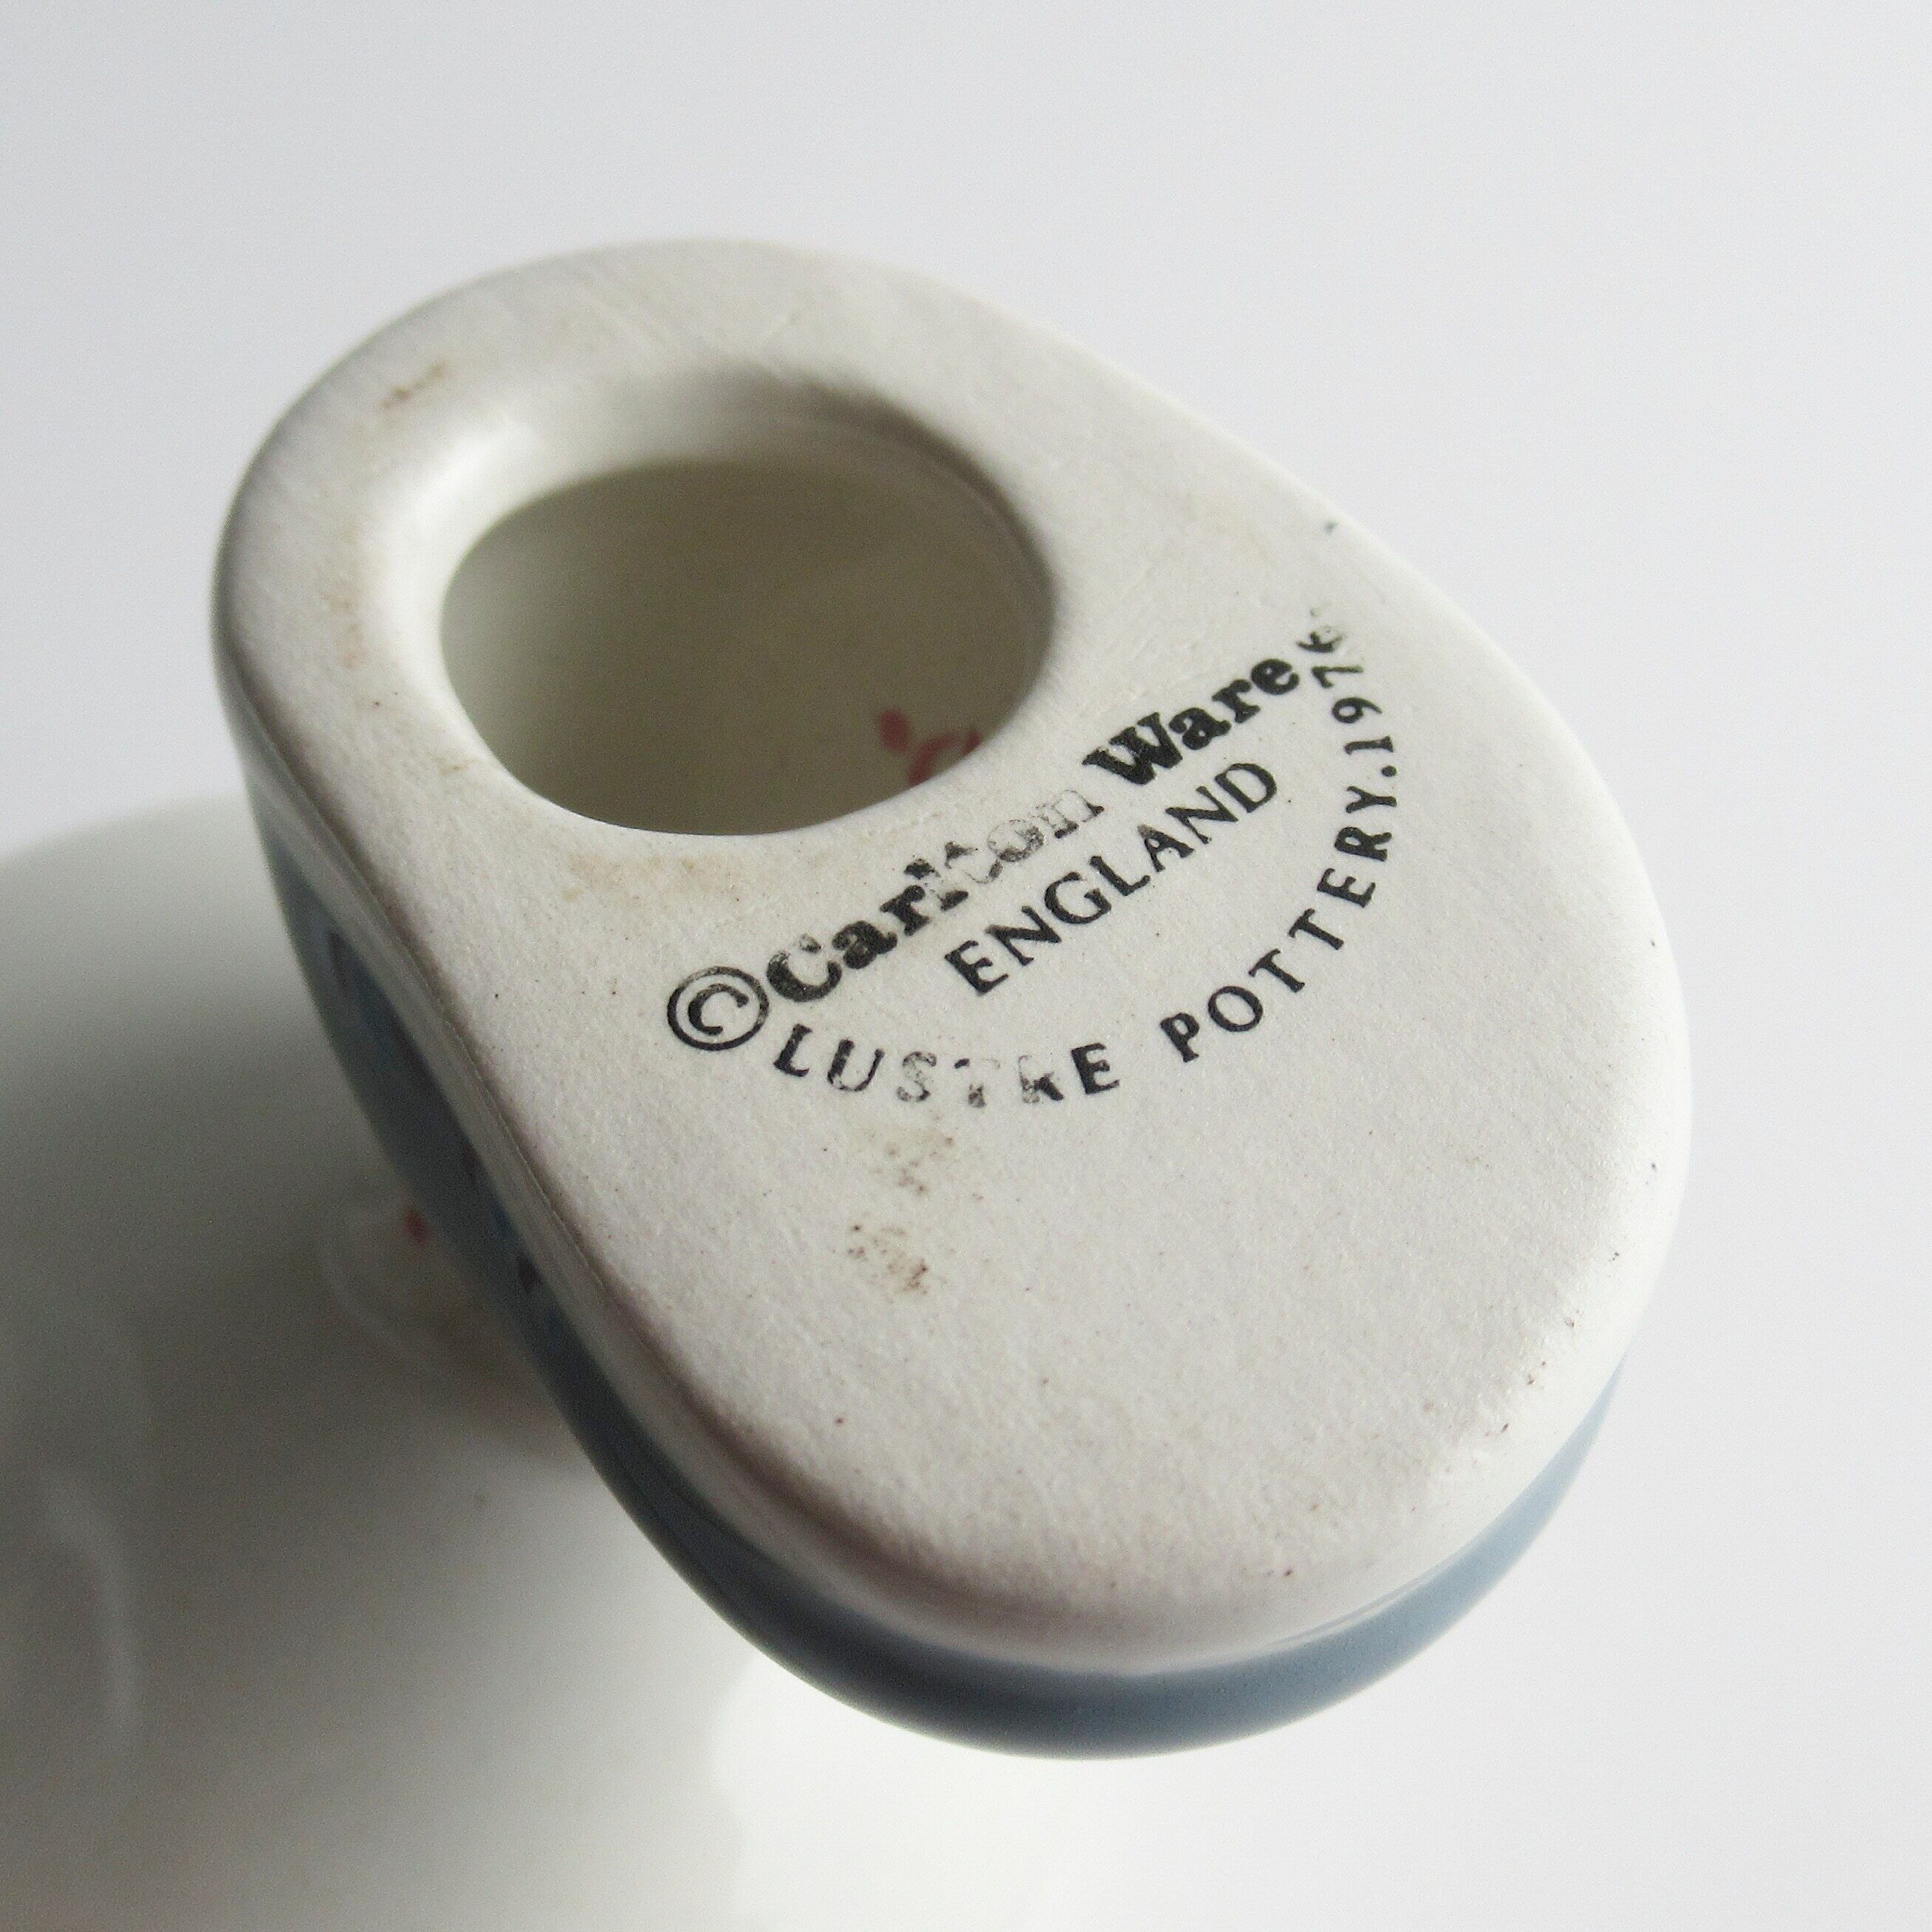 ©Carlton Ware
ENGLAND
LUSTRE POTTERY.1976